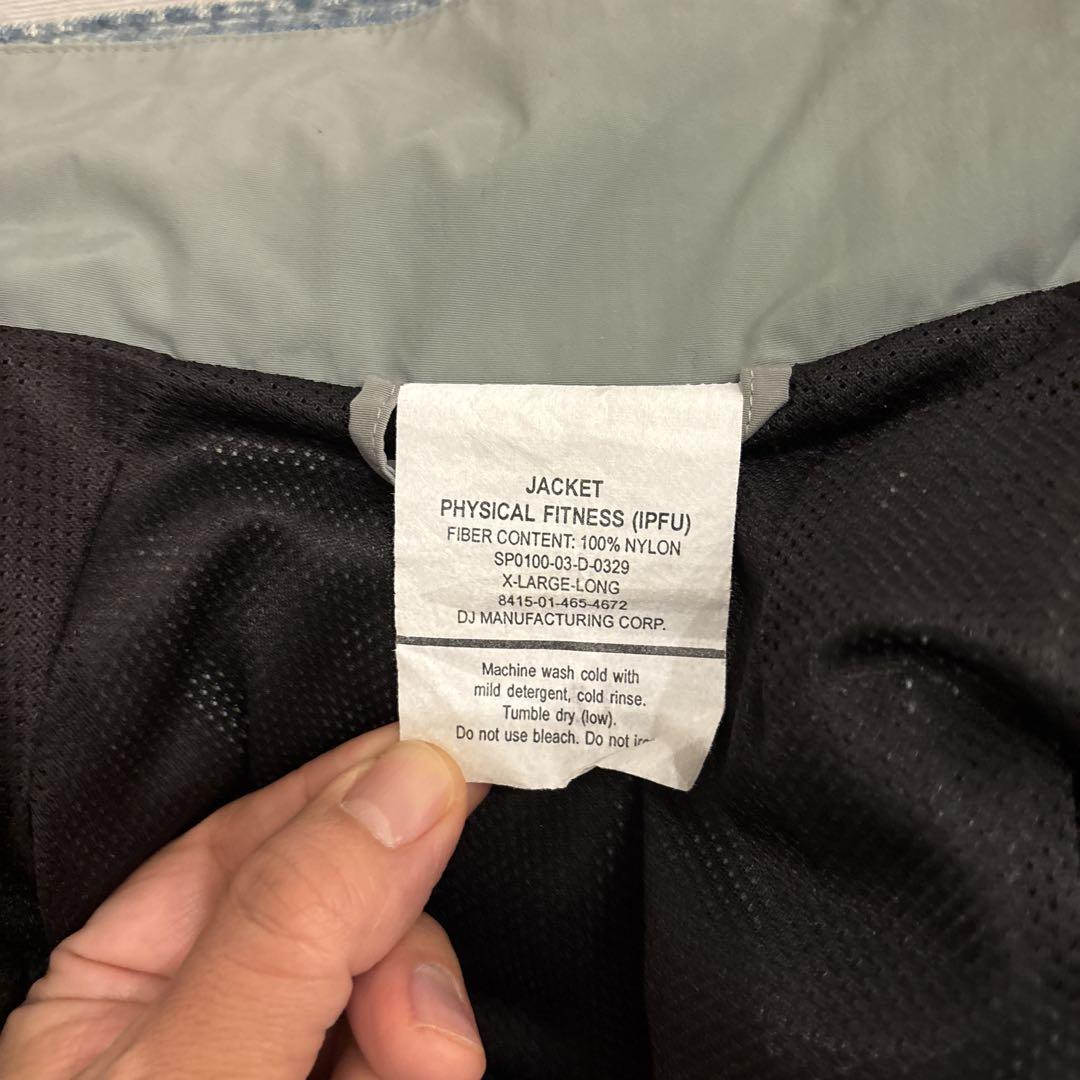 JACKET
PHYSICAL FITNESS (IPFU)
FIBER CONTENT: 100% NYLON
SP0100-03-D-0329
X-LARGE-LONG
8415-01-465-4672
DJ MANUFACTURING CORP.
Machine wash cold with
mild detergent, cold rinse.
Tumble dry (low).
Do not use bleach. Do not